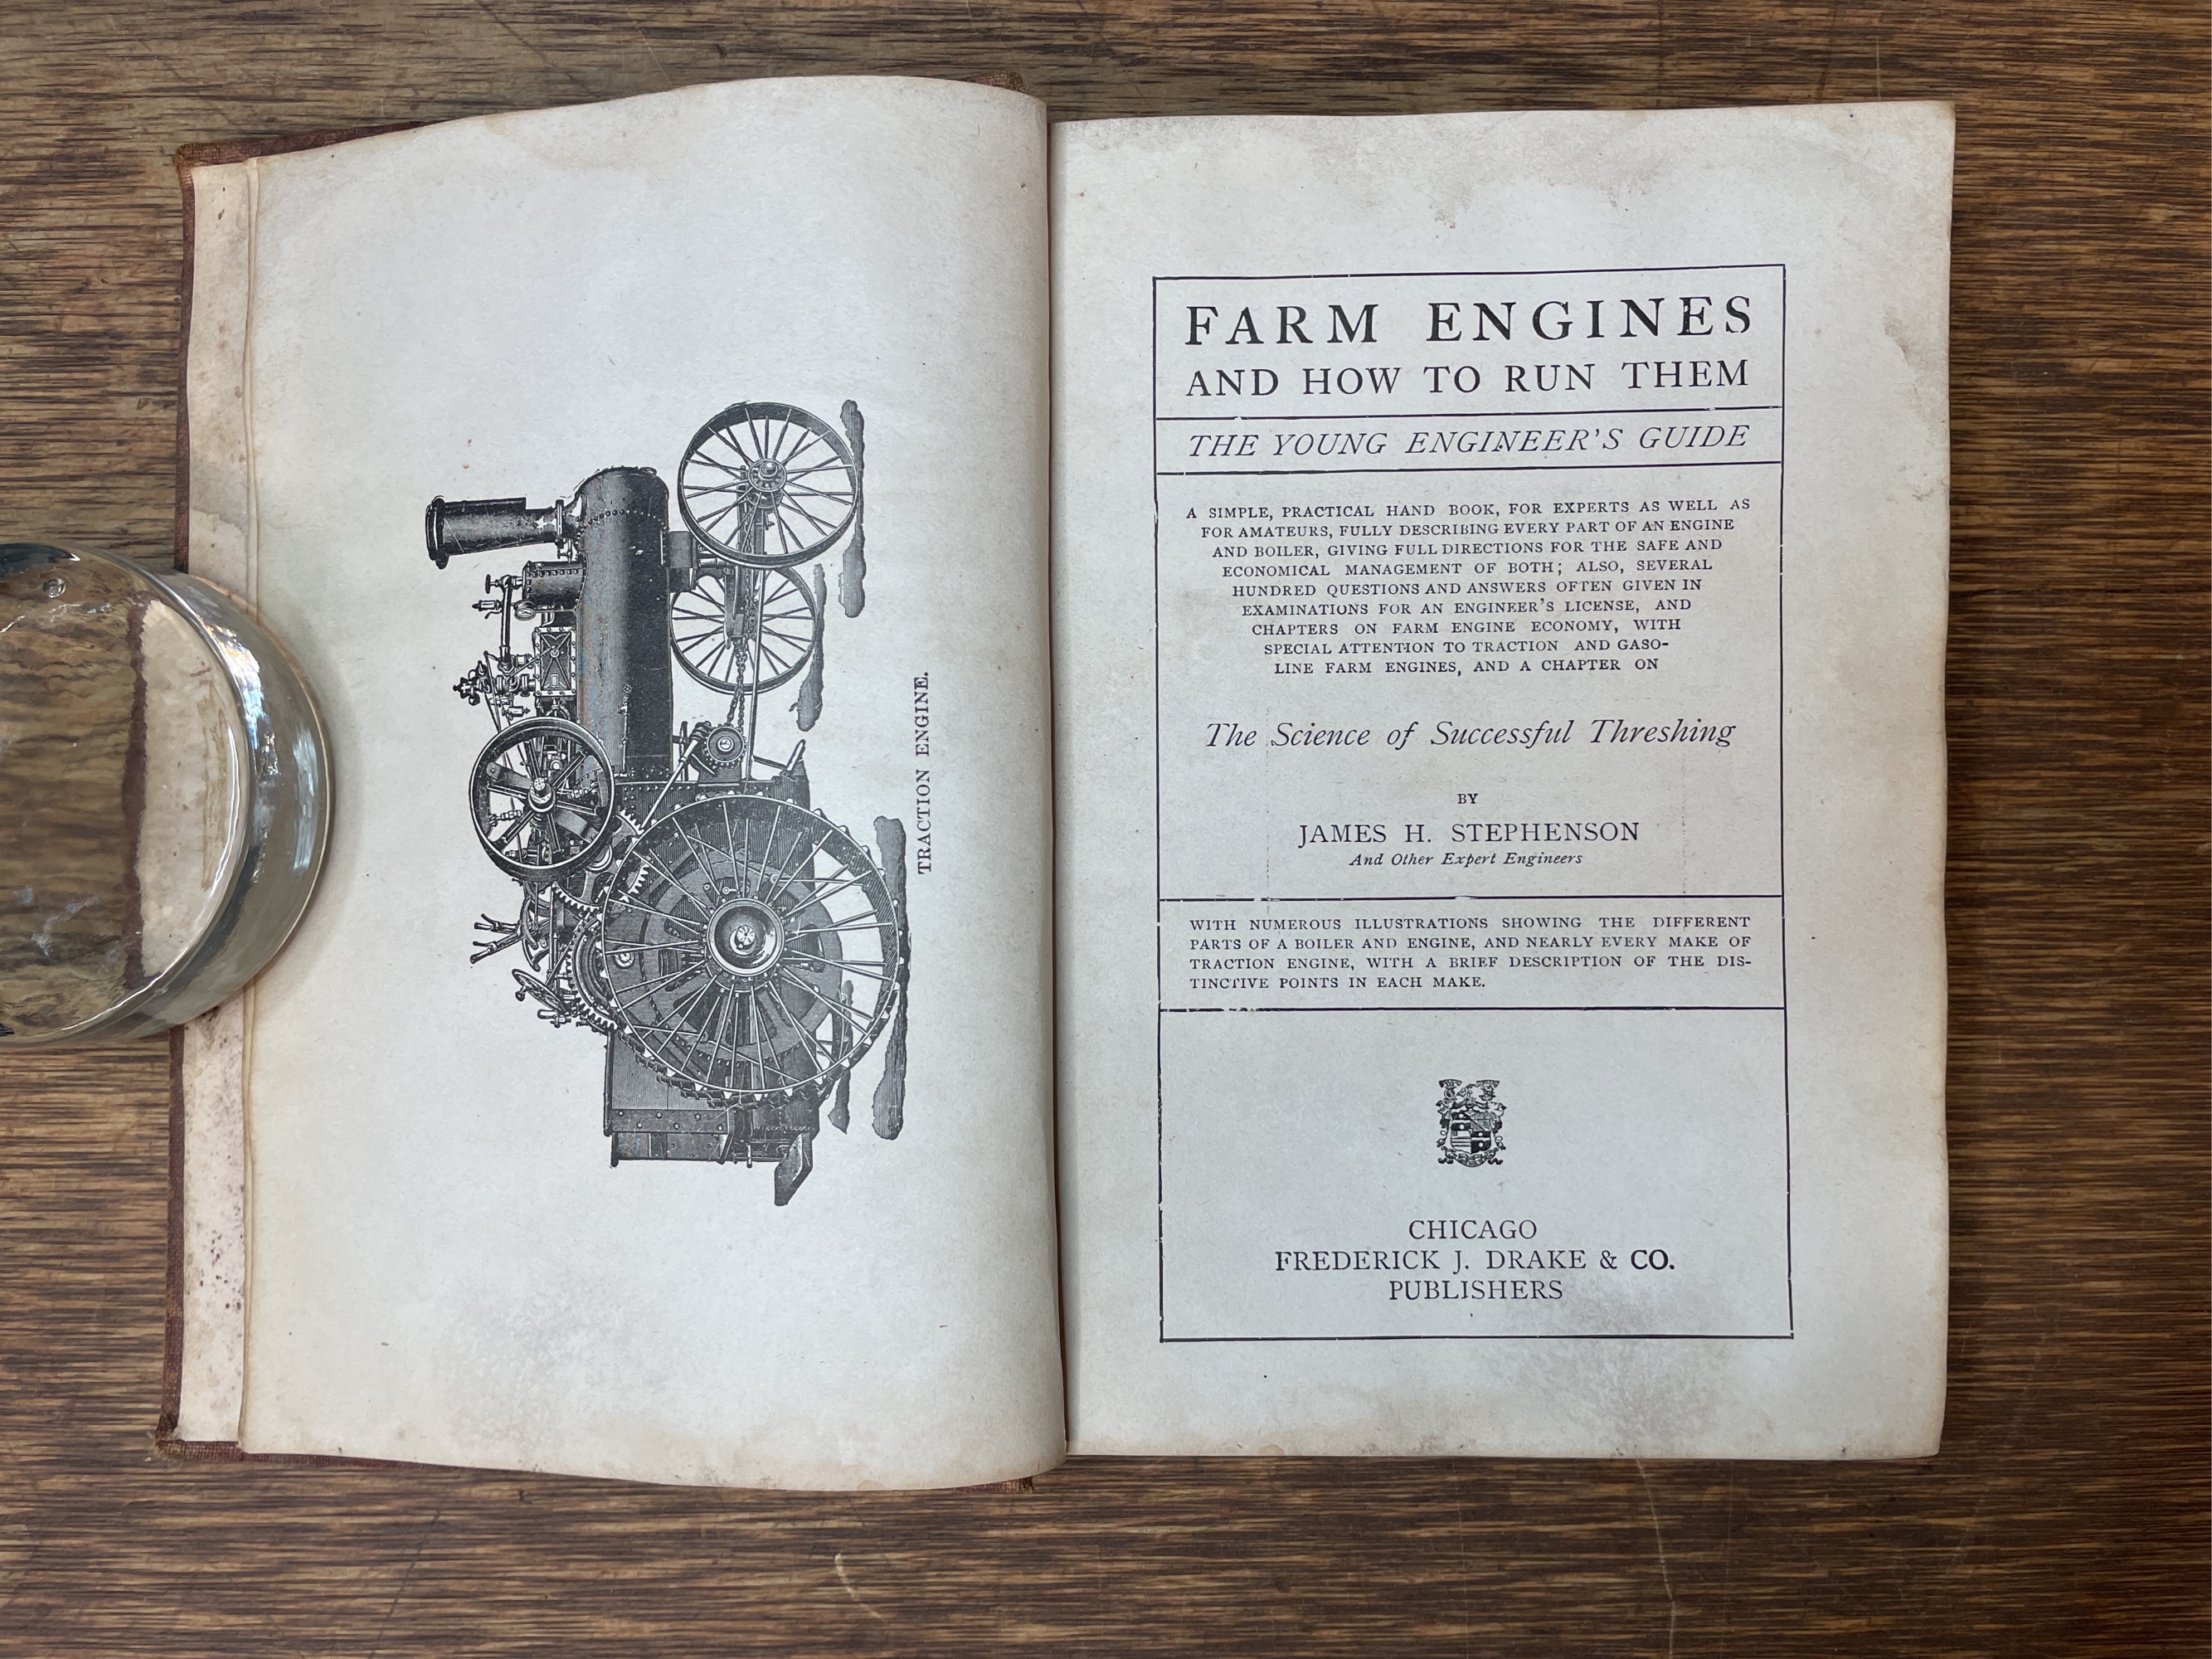 TRACTION ENGINE.
FARM ENGINES
AND HOW TO RUN THEM
THE YOUNG ENGINEER'S GUIDE
A SIMPLE, PRACTICAL HAND BOOK, FOR EXPERTS AS WELL AS
FOR AMATEURS, FULLY DESCRIBING EVERY PART OF AN ENGINE
AND BOILER, GIVING FULL DIRECTIONS FOR THE SAFE AND
ECONOMICAL MANAGEMENT OF BOTH; ALSO, SEVERAL
HUNDRED QUESTIONS AND ANSWERS OFTEN GIVEN IN
EXAMINATIONS FOR AN ENGINEER'S LICENSE, AND
CHAPTERS ON FARM ENGINE ECONOMY, WITH
SPECIAL ATTENTION TO TRACTION AND GASO-
LINE FARM ENGINES, AND A CHAPTER ON
The Science of Successful Threshing
BY
JAMES H. STEPHENSON
And Other Expert Engineers
WITH NUMEROUS ILLUSTRATIONS SHOWING THE DIFFERENT
PARTS OF A BOILER AND ENGINE, AND NEARLY EVERY MAKE OF
TRACTION ENGINE, WITH A BRIEF DESCRIPTION OF THE DIS-
TINCTIVE POINTS IN EACH MAKE.
CHICAGO
FREDERICK J. DRAKE & CO.
PUBLISHERS